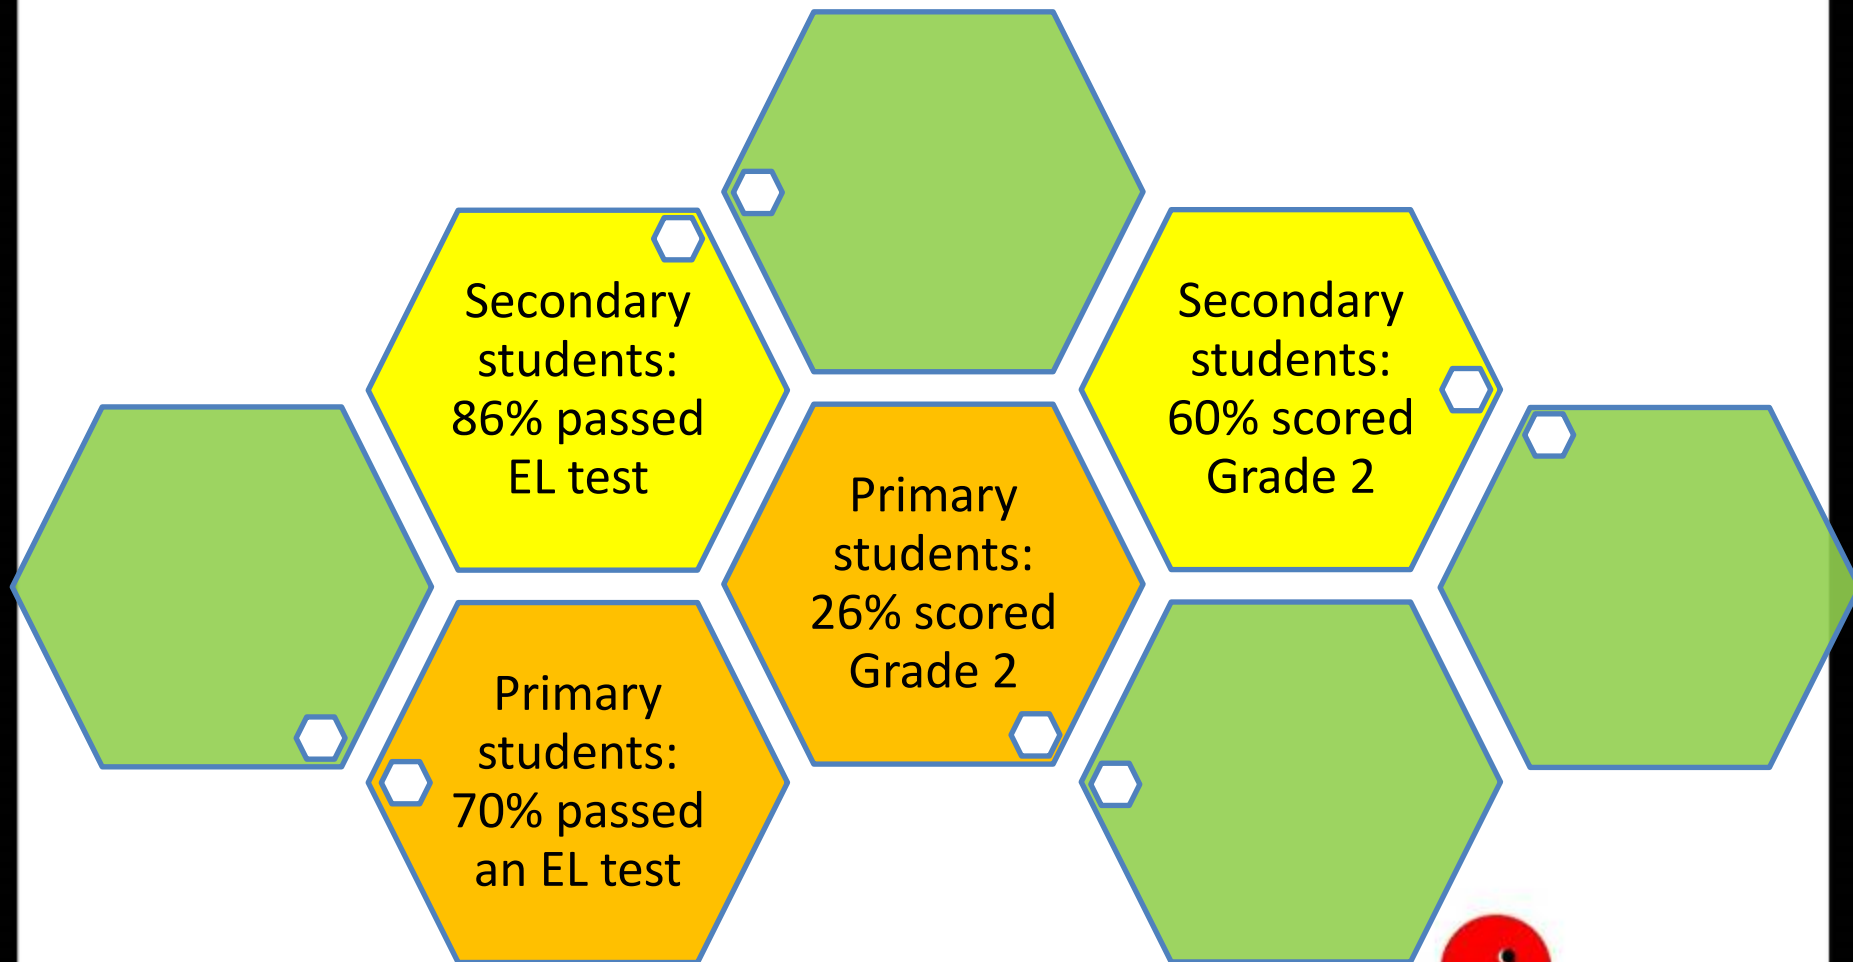 Secondary
students:
86% passed
EL test
Secondary
students:
60% scored
Grade 2
Primary
students:
26% scored
Grade 2
Primary
students:
70% passed
an EL test